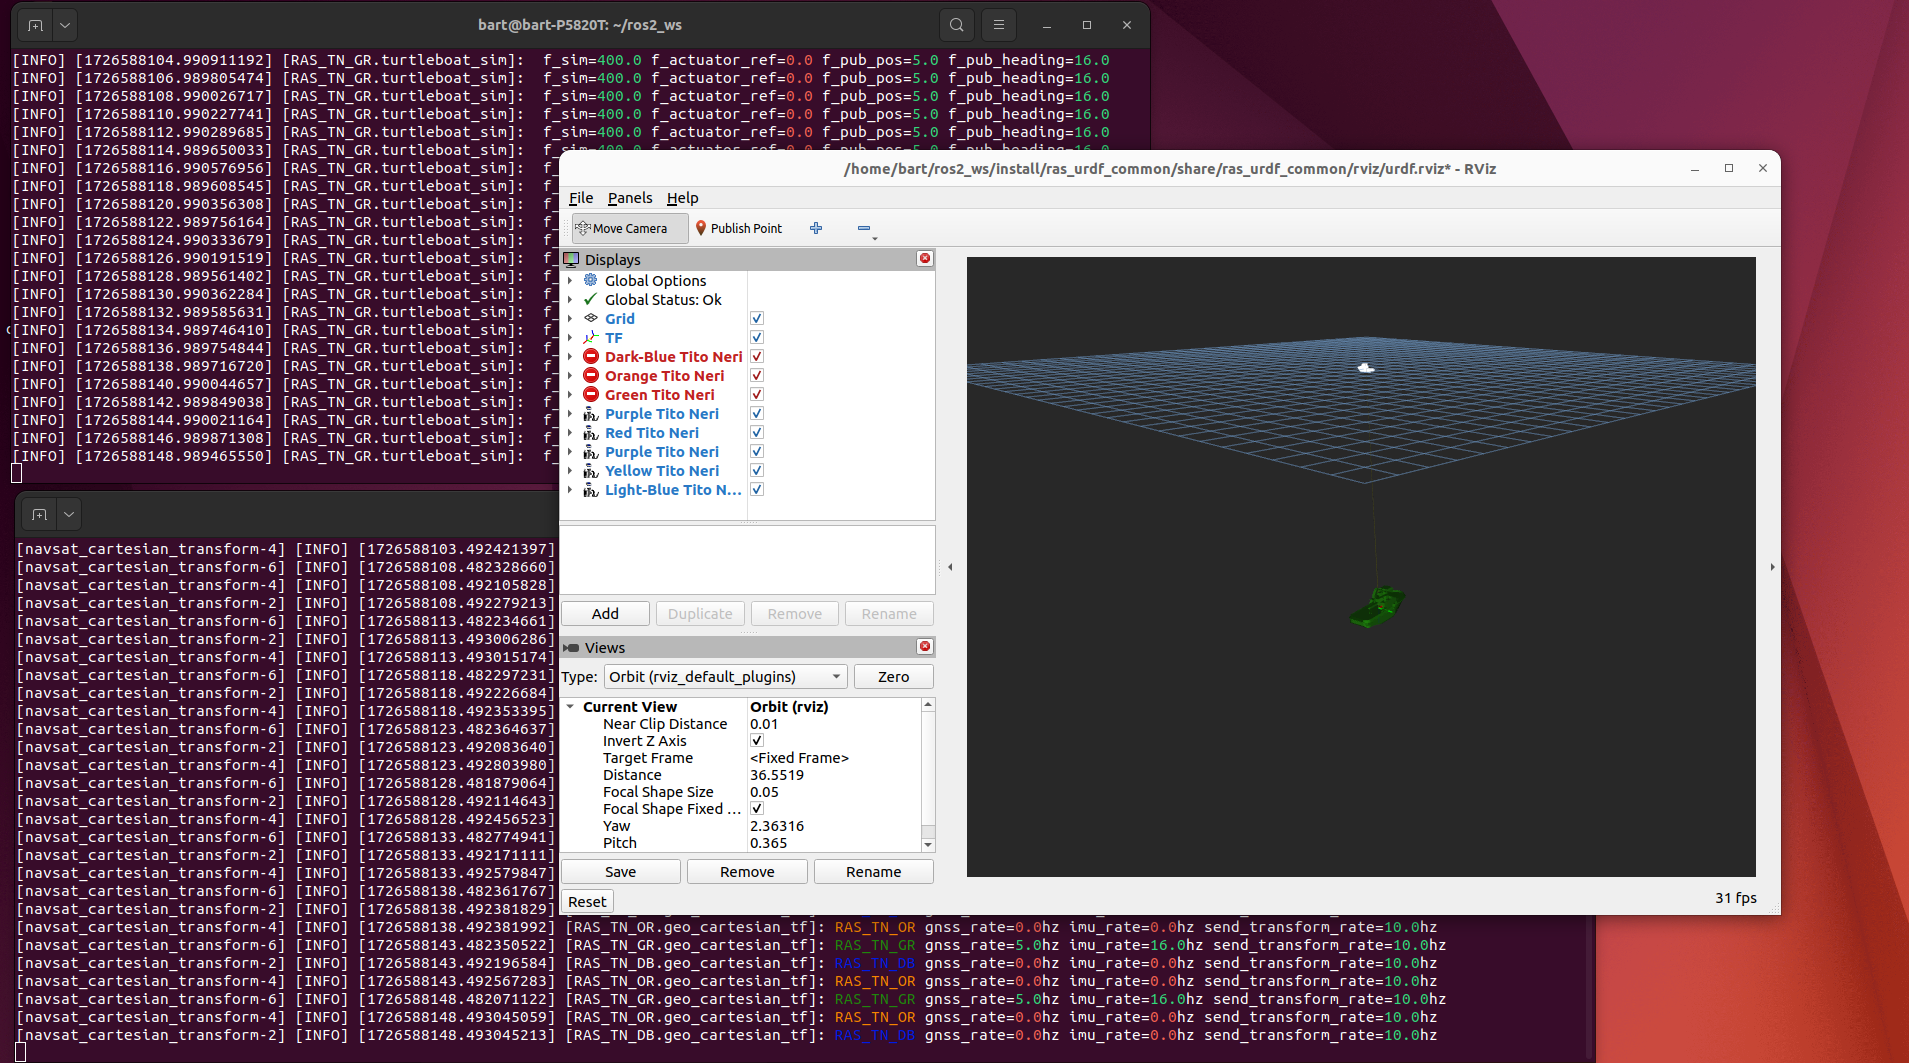 bart@bart-P5820T: ~/ros2_ws
[INFO] [1726588104.990911192] [RAS_TN_GR.turtleboat_sim]:  f_sim=400.0 f_actuator_ref=0.0 f_pub_pos=5.0 f_pub_heading=16.0
[INFO] [1726588106.989805474] [RAS_TN_GR.turtleboat_sim]:  f_sim=400.0 f_actuator_ref=0.0 f_pub_pos=5.0 f_pub_heading=16.0
[INFO] [1726588108.990026717] [RAS_TN_GR.turtleboat_sim]:  f_sim=400.0 f_actuator_ref=0.0 f_pub_pos=5.0 f_pub_heading=16.0
[INFO] [1726588110.990227741] [RAS_TN_GR.turtleboat_sim]:  f_sim=400.0 f_actuator_ref=0.0 f_pub_pos=5.0 f_pub_heading=16.0
[INFO] [1726588112.990289685] [RAS_TN_GR.turtleboat_sim]:  f_sim=400.0 f_actuator_ref=0.0 f_pub_pos=5.0 f_pub_heading=16.0
[INFO] [1726588114.989650033] [RAS_TN_GR.turtleboat_sim]:  f_sim=400.0 f_actuator_ref=0.0 f_pub_pos=5.0 f_pub_heading=16.0
[INFO] [1726588116.990576956] [RAS_TN_GR.turtleboat_sim]:  f_
[INFO] [1726588118.989608545] [RAS_TN_GR.turtleboat_sim]:  f_
[INFO] [1726588120.990356308] [RAS_TN_GR.turtleboat_sim]:  f_
[INFO] [1726588122.989756164] [RAS_TN_GR.turtleboat_sim]:  f_
[INFO] [1726588124.990333679] [RAS_TN_GR.turtleboat_sim]:  f_
[INFO] [1726588126.990191519] [RAS_TN_GR.turtleboat_sim]:  f_
[INFO] [1726588128.989561402] [RAS_TN_GR.turtleboat_sim]:  f_
[INFO] [1726588130.990362284] [RAS_TN_GR.turtleboat_sim]:  f_
[INFO] [1726588132.989585631] [RAS_TN_GR.turtleboat_sim]:  f_
[INFO] [1726588134.989746410] [RAS_TN_GR.turtleboat_sim]:  f_
[INFO] [1726588136.989754844] [RAS_TN_GR.turtleboat_sim]:  f_
[INFO] [1726588138.989716720] [RAS_TN_GR.turtleboat_sim]:  f_
[INFO] [1726588140.990044657] [RAS_TN_GR.turtleboat_sim]:  f_
[INFO] [1726588142.989849038] [RAS_TN_GR.turtleboat_sim]:  f_
[INFO] [1726588144.990021164] [RAS_TN_GR.turtleboat_sim]:  f_
[INFO] [1726588146.989871308] [RAS_TN_GR.turtleboat_sim]:  f_
[INFO] [1726588148.989465550] [RAS_TN_GR.turtleboat_sim]:  f_
/home/bart/ros2_ws/install/ras_urdf_common/share/ras_urdf_common/rviz/urdf.rviz* - RViz
File Panels Help
Move Camera Publish Point
Displays
Global Options
Global Status: Ok
Grid
TF
Dark-Blue Tito Neri
Orange Tito Neri
Green Tito Neri
Purple Tito Neri
Red Tito Neri
Purple Tito Neri
Yellow Tito Neri
Light-Blue Tito N...
Add Duplicate Remove Rename
Views
Type: Orbit (rviz_default_plugins) Zero
Current View Orbit (rviz)
Near Clip Distance 0.01
Invert Z Axis
Target Frame <Fixed Frame>
Distance 36.5519
Focal Shape Size 0.05
Focal Shape Fixed ...
Yaw 2.36316
Pitch 0.365
Save Remove Rename
Reset
31 fps
[navsat_cartesian_transform-4] [INFO] [1726588103.492421397]
[navsat_cartesian_transform-6] [INFO] [1726588108.482328660]
[navsat_cartesian_transform-4] [INFO] [1726588108.492105828]
[navsat_cartesian_transform-2] [INFO] [1726588108.492279213]
[navsat_cartesian_transform-6] [INFO] [1726588113.482234661]
[navsat_cartesian_transform-2] [INFO] [1726588113.493006286]
[navsat_cartesian_transform-4] [INFO] [1726588113.493015174]
[navsat_cartesian_transform-6] [INFO] [1726588118.482297231]
[navsat_cartesian_transform-2] [INFO] [1726588118.492226684]
[navsat_cartesian_transform-4] [INFO] [1726588118.492353395]
[navsat_cartesian_transform-6] [INFO] [1726588123.482364637]
[navsat_cartesian_transform-2] [INFO] [1726588123.492083640]
[navsat_cartesian_transform-4] [INFO] [1726588123.492803980]
[navsat_cartesian_transform-6] [INFO] [1726588128.481879064]
[navsat_cartesian_transform-2] [INFO] [1726588128.492114643]
[navsat_cartesian_transform-4] [INFO] [1726588128.492456523]
[navsat_cartesian_transform-6] [INFO] [1726588133.482774941]
[navsat_cartesian_transform-2] [INFO] [1726588133.492171111]
[navsat_cartesian_transform-4] [INFO] [1726588133.492579847]
[navsat_cartesian_transform-6] [INFO] [1726588138.482361767]
[navsat_cartesian_transform-2] [INFO] [1726588138.492381829]
[navsat_cartesian_transform-4] [INFO] [1726588138.492381992] [RAS_TN_OR.geo_cartesian_tf]: RAS_TN_OR gnss_rate=0.0hz imu_rate=0.0hz send_transform_rate=10.0hz
[navsat_cartesian_transform-6] [INFO] [1726588143.482350522] [RAS_TN_GR.geo_cartesian_tf]: RAS_TN_GR gnss_rate=5.0hz imu_rate=16.0hz send_transform_rate=10.0hz
[navsat_cartesian_transform-2] [INFO] [1726588143.492196584] [RAS_TN_DB.geo_cartesian_tf]: RAS_TN_DB gnss_rate=0.0hz imu_rate=0.0hz send_transform_rate=10.0hz
[navsat_cartesian_transform-4] [INFO] [1726588143.492567283] [RAS_TN_OR.geo_cartesian_tf]: RAS_TN_OR gnss_rate=0.0hz imu_rate=0.0hz send_transform_rate=10.0hz
[navsat_cartesian_transform-6] [INFO] [1726588148.482071122] [RAS_TN_GR.geo_cartesian_tf]: RAS_TN_GR gnss_rate=5.0hz imu_rate=16.0hz send_transform_rate=10.0hz
[navsat_cartesian_transform-4] [INFO] [1726588148.493045059] [RAS_TN_OR.geo_cartesian_tf]: RAS_TN_OR gnss_rate=0.0hz imu_rate=0.0hz send_transform_rate=10.0hz
[navsat_cartesian_transform-2] [INFO] [1726588148.493045213] [RAS_TN_DB.geo_cartesian_tf]: RAS_TN_DB gnss_rate=0.0hz imu_rate=0.0hz send_transform_rate=10.0hz